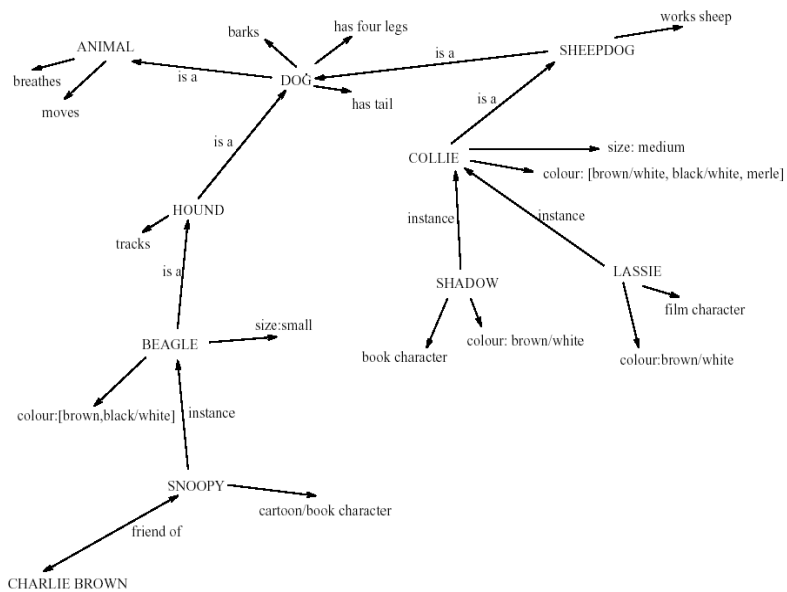 works sheep
has four legs
barks
ANIMAL
SHEEPDOG
is a
is a
breathes
DOG
has tail
moves
is a
is a
size: medium
COLLIE
colour: [brown/white, black/white, merle]
HOUND
instance
instance
tracks
is a
LASSIE
SHADOW
film character
size:small
BEAGLE
colour: brown/white
book character
colour:brown/white
colour:[brown,black/white]
instance
SNOOPY
cartoon/book character
friend of
CHARLIE BROWN